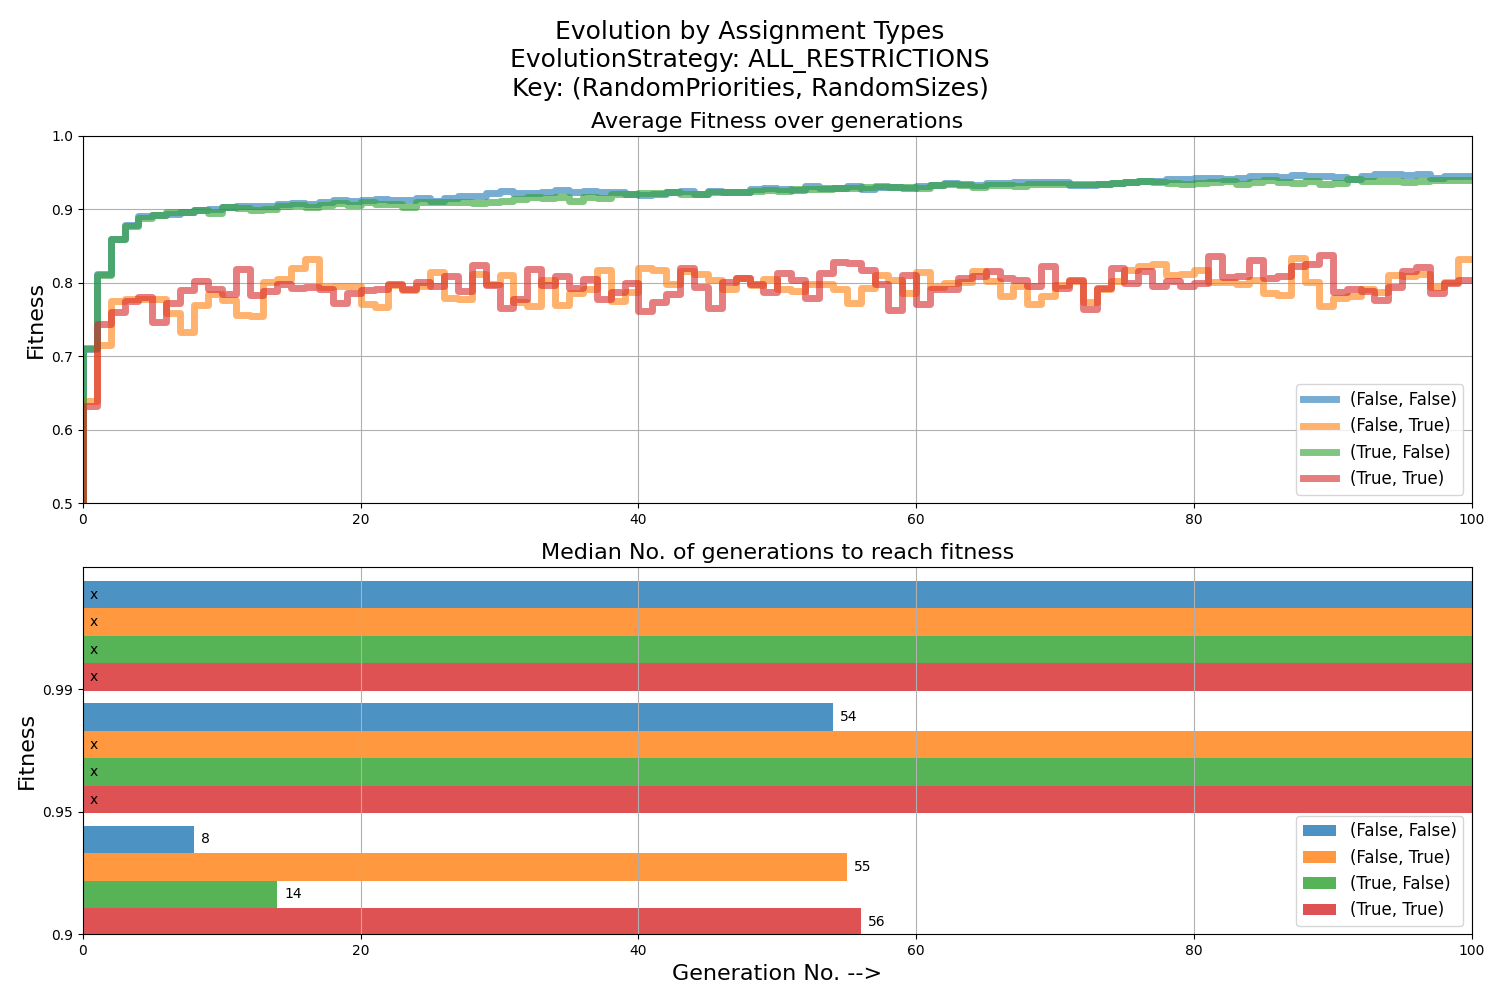 Evolution by Assignment Types
EvolutionStrategy: ALL_RESTRICTIONS
Key: (RandomPriorities, RandomSizes)
Average Fitness over generations
1.0
0.9
0.8
0.7
0.6
0.5
Fitness
(False, False)
(False, True)
(True, False)
(True, True)
0 20 40 60 80 100
Median No. of generations to reach fitness
x
x
x
x
0.99
54
x
x
x
0.95
Fitness
8
55
14
56
0.9
(False, False)
(False, True)
(True, False)
(True, True)
0 20 40 60 80 100
Generation No. -->